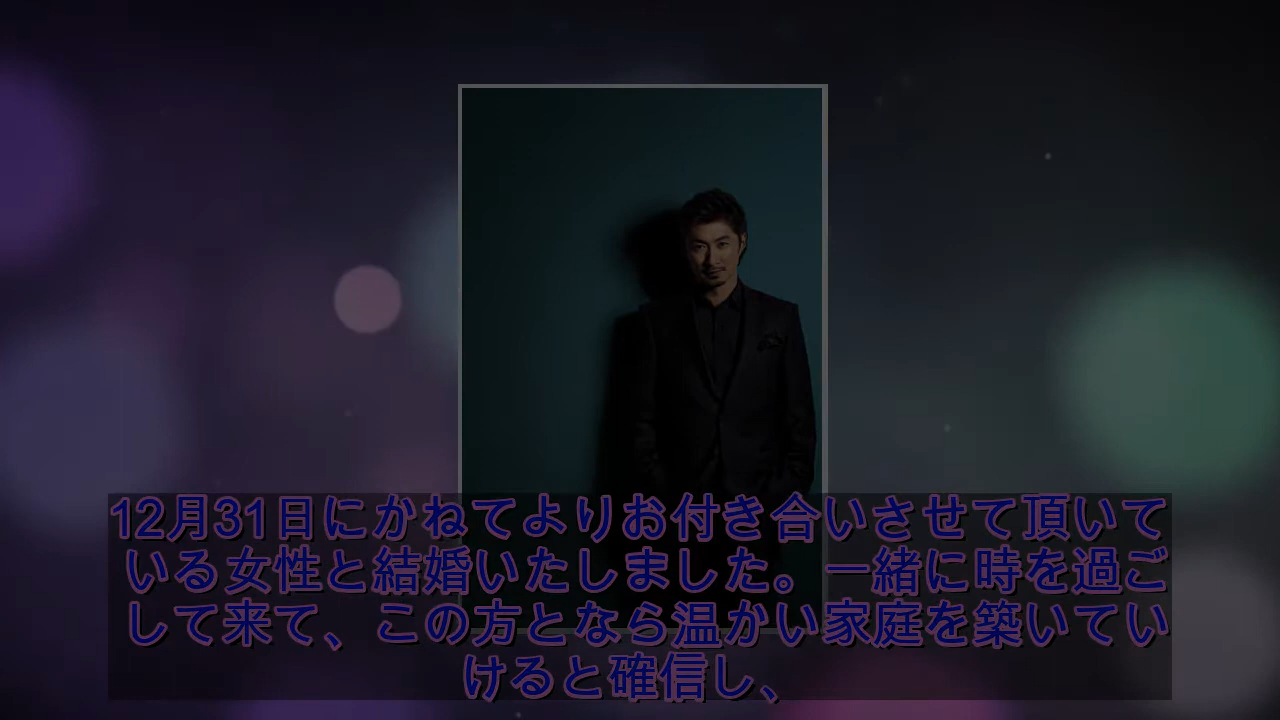 12月31日にかねてよりお付き合いさせて頂いて
いる女性と結婚いたしました。一緒に時を過ご
して来て、この方となら温かい家庭を築いてい
けると確信し、